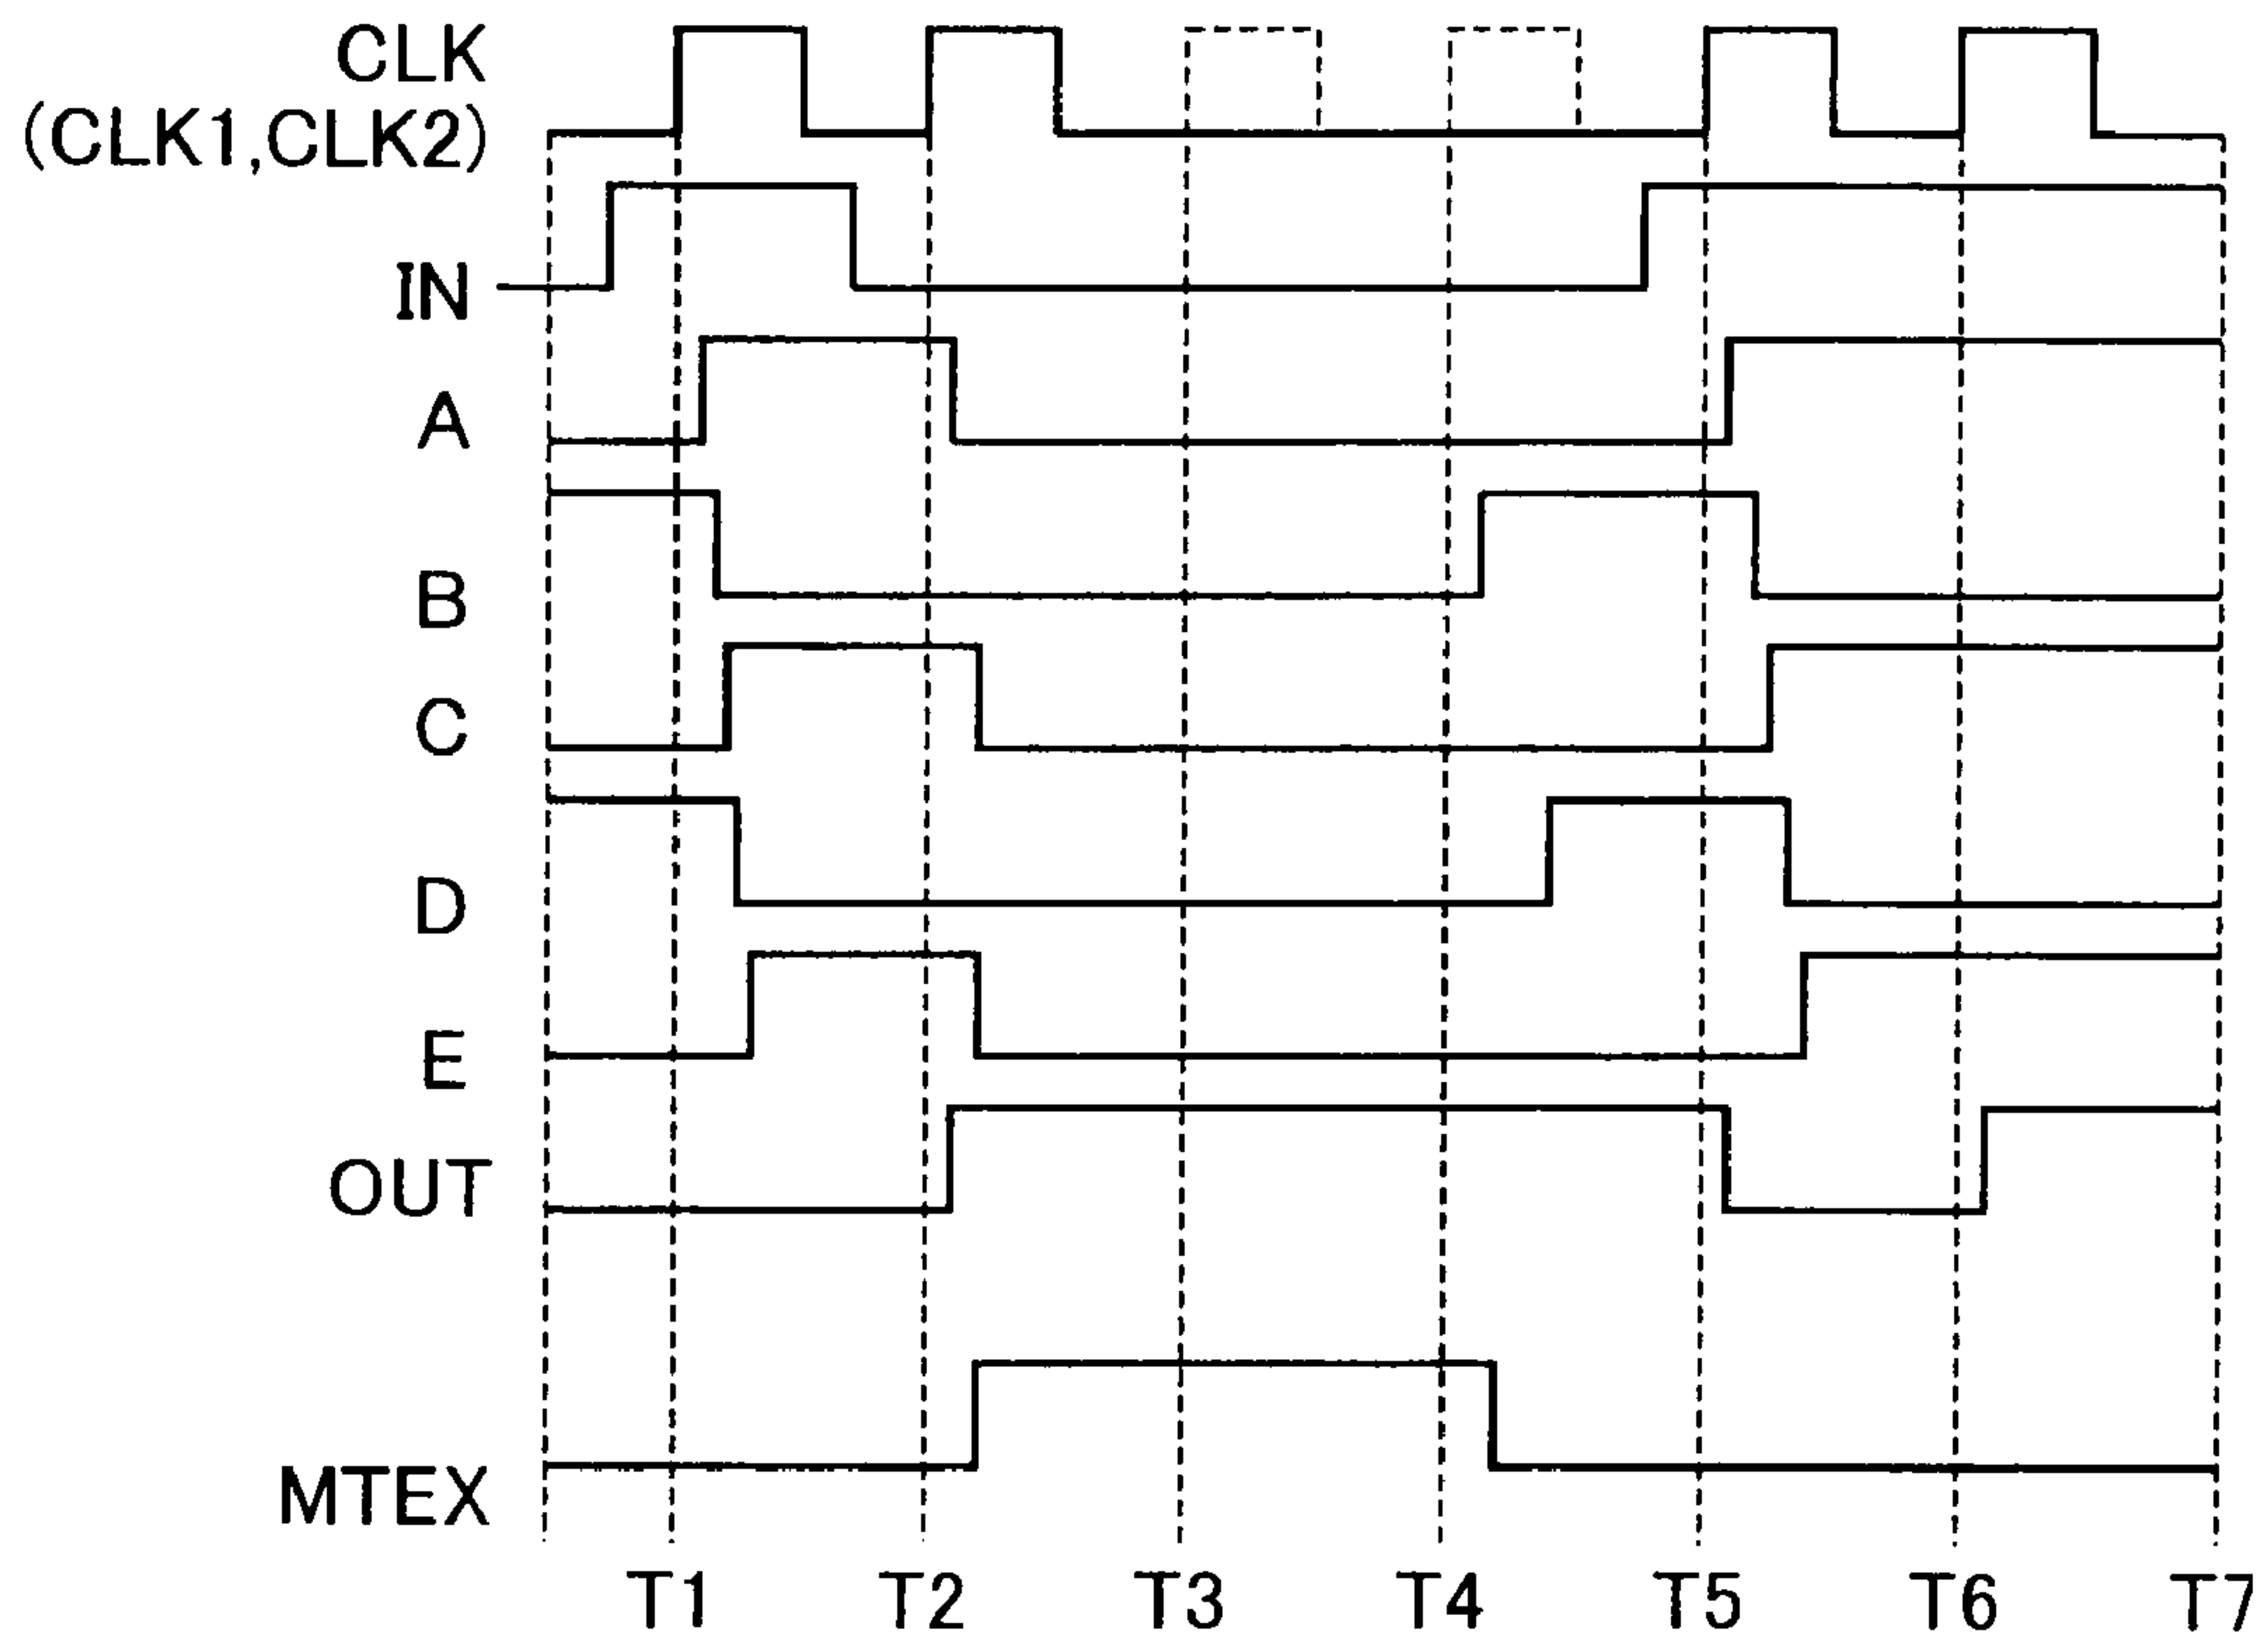 CLK
(CLK1,CLK2)
IN
A
B
C
D
E
OUT
MTEX
T1 T2 T3 T4 T5 T6 T7